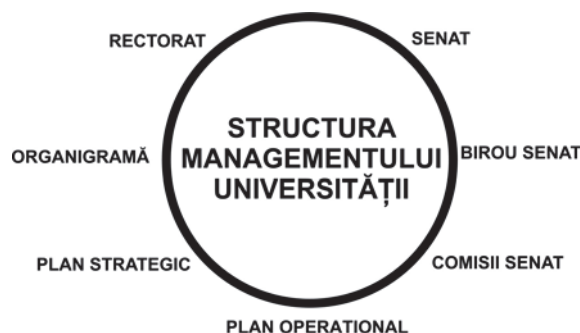 RECTORAT
SENAT
STRUCTURA
MANAGEMENTULUI
UNIVERSITĂȚII
ORGANIGRAMĂ
BIROU SENAT
PLAN STRATEGIC
COMISII SENAT
PLAN OPERATIONAL